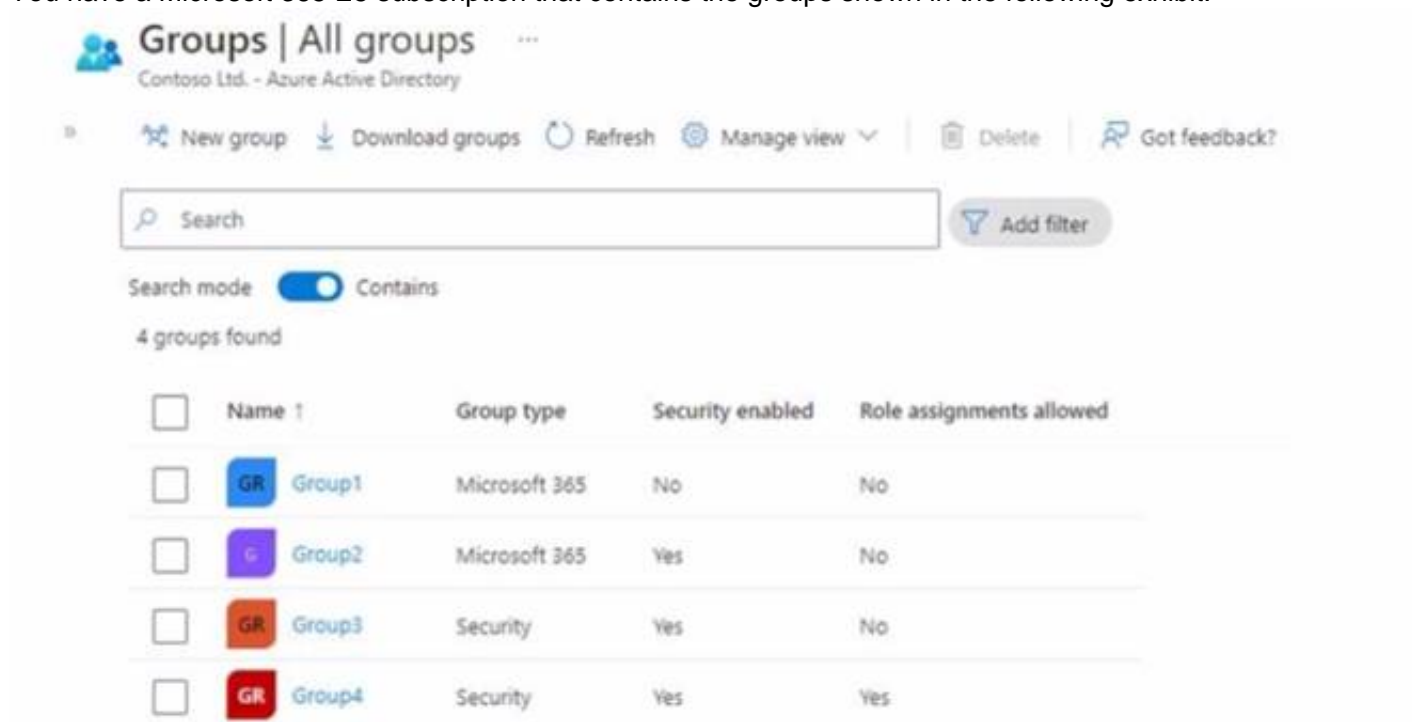 Groups | All groups ...
Contoso Ltd. - Azure Active Directory
» New group Download groups Refresh Manage view Delete Got feedback?
Search Add filter
Search mode Contains
4 groups found
Name ↑ Group type Security enabled Role assignments allowed
GR Group1 Microsoft 365 No No
G Group2 Microsoft 365 Yes No
GR Group3 Security Yes No
GR Group4 Security Yes Yes